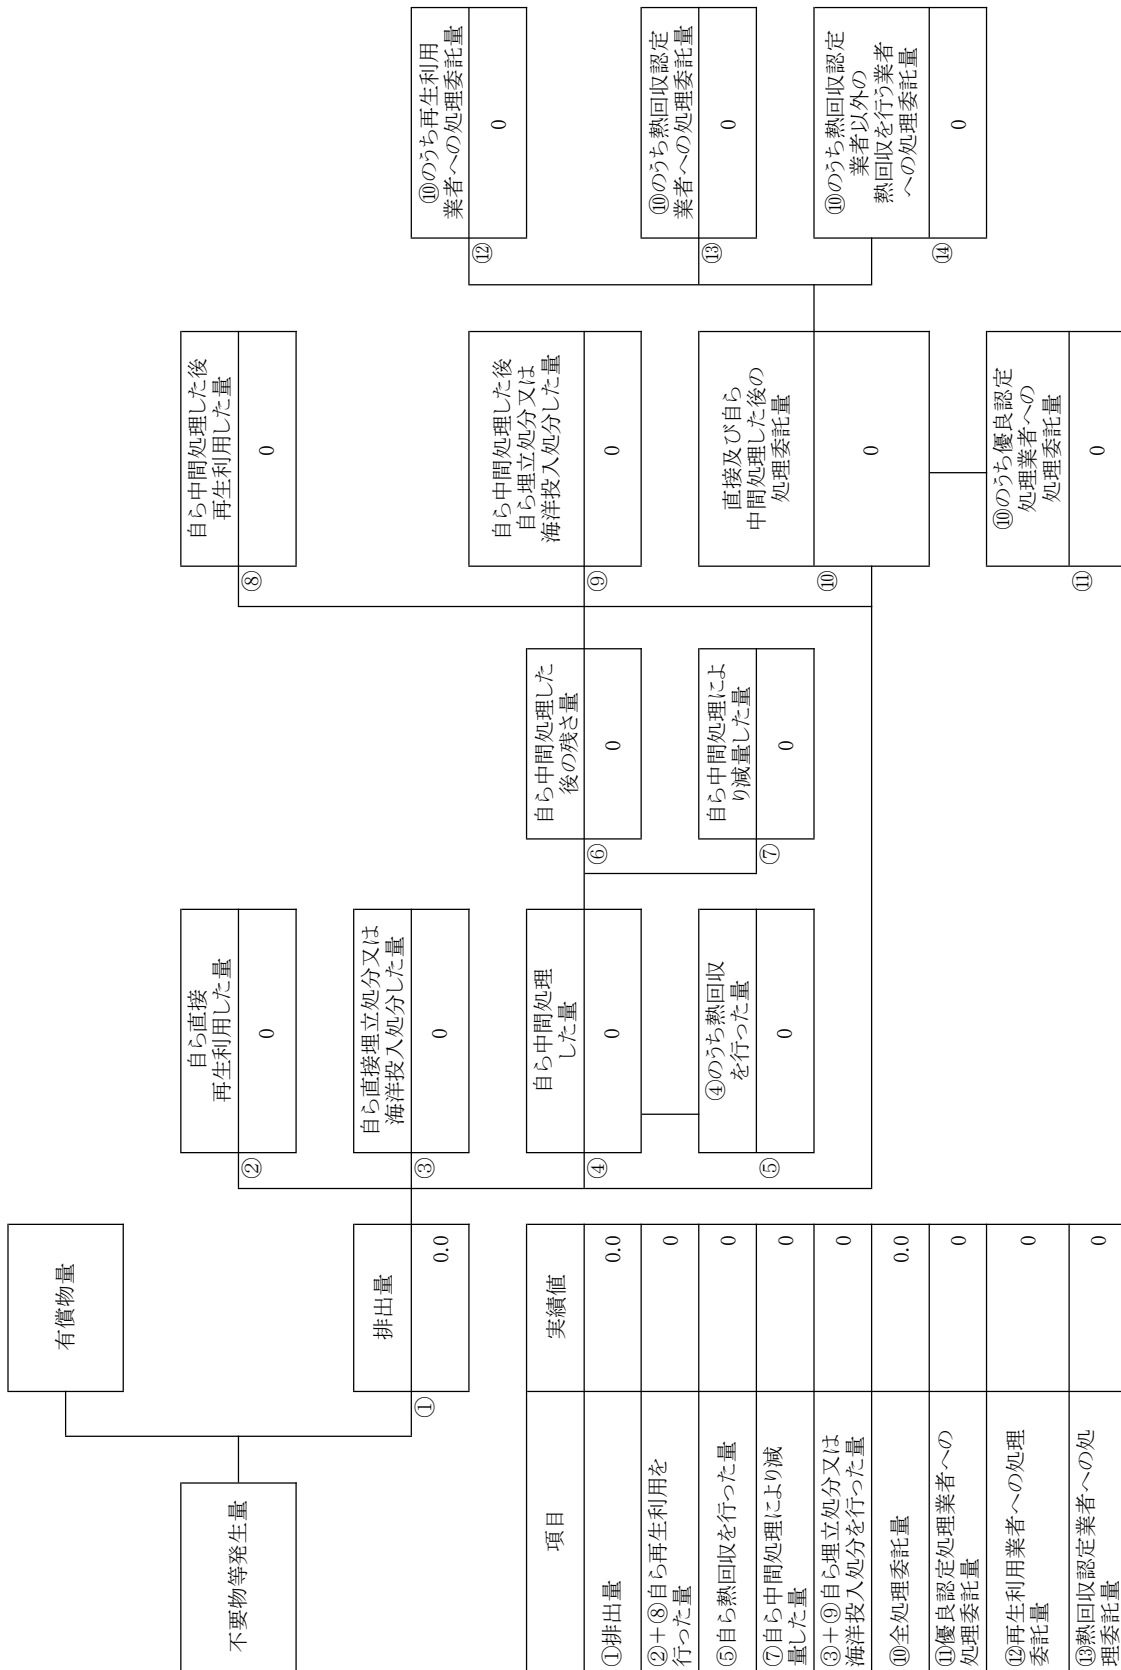 不要物等発生量
有償物量
①
排出量
0.0
②
自ら直接
再生利用した量
0
③
自ら直接埋立処分又は
海洋投入処分した量
0
④
自ら中間処理
した量
0
⑤
④のうち熱回収
を行った量
0
⑥
自ら中間処理した
後の残さ量
0
⑦
自ら中間処理によ
り減量した量
0
⑧
自ら中間処理した後
再生利用した量
0
⑨
自ら中間処理した後
自ら埋立処分又は
海洋投入処分した量
0
⑩
直接及び自ら
中間処理した後の
処理委託量
0
⑪
⑩のうち優良認定
処理業者への
処理委託量
0
⑫
⑩のうち再生利用
業者への処理委託量
0
⑬
⑩のうち熱回収認定
業者への処理委託量
0
⑭
⑩のうち熱回収認定
業者以外の
熱回収を行う業者
への処理委託量
0
項目
実績値
①排出量
0.0
②+⑧自ら再生利用を
行った量
0
⑤自ら熱回収を行った量
0
⑦自ら中間処理により減
量した量
0
③+⑨自ら埋立処分又は
海洋投入処分を行った量
0
⑩全処理委託量
0.0
⑪優良認定処理業者への
処理委託量
0
⑫再生利用業者への処理
委託量
0
⑬熱回収認定業者への処
理委託量
0